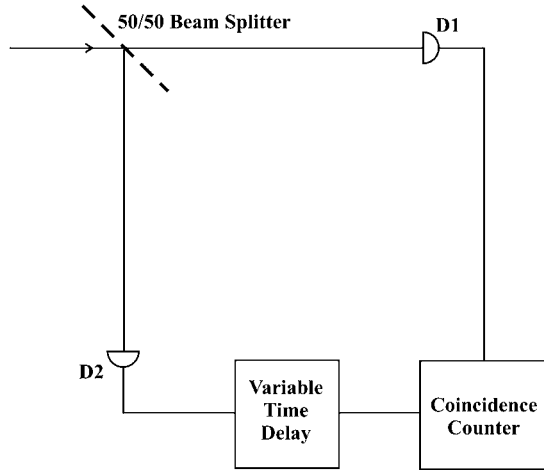 50/50 Beam Splitter
D1
D2
Variable
Time
Delay
Coincidence
Counter